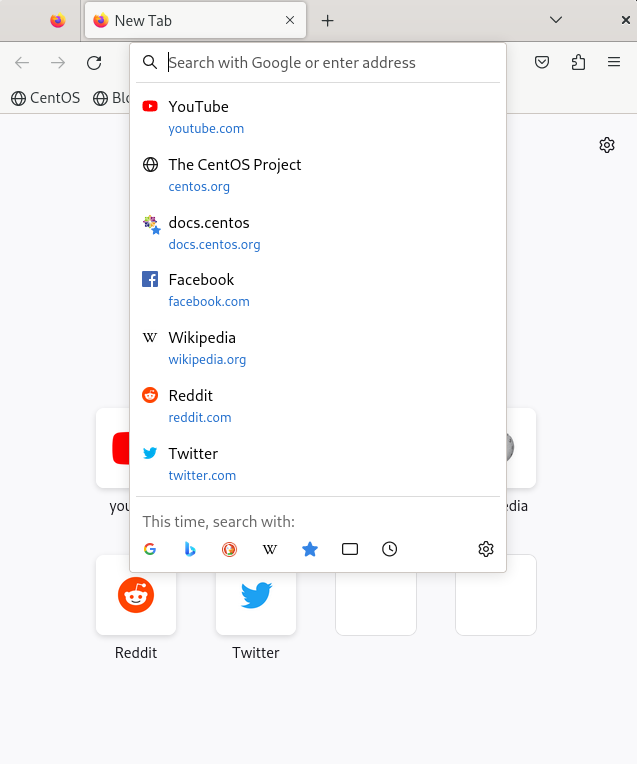 New Tab
Search with Google or enter address
CentOS
YouTube
youtube.com
The CentOS Project
centos.org
docs.centos
docs.centos.org
Facebook
facebook.com
W Wikipedia
wikipedia.org
Reddit
reddit.com
Twitter
twitter.com
This time, search with:
W
Reddit
Twitter